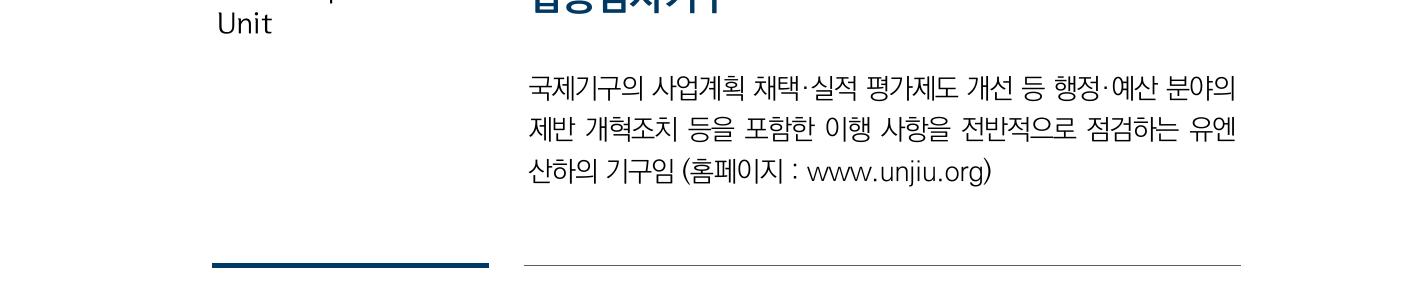 Unit
국제기구의 사업계획 채택·실적 평가제도 개선 등 행정·예산 분야의
제반 개혁조치 등을 포함한 이행 사항을 전반적으로 점검하는 유엔
산하의 기구임 (홈페이지 : www.unjiu.org)